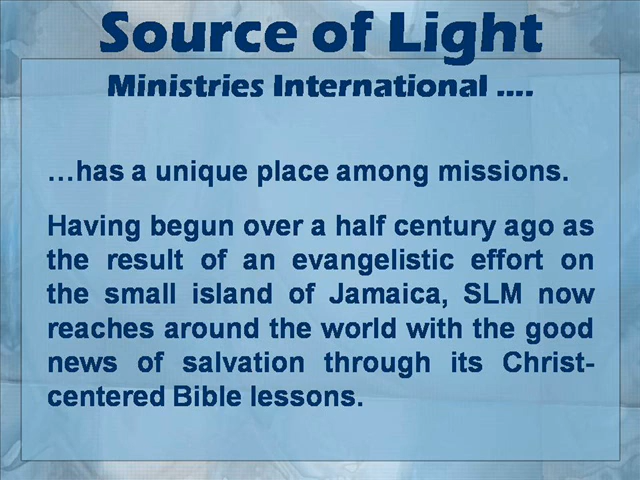 Source of Light
Ministries International ....
...has a unique place among missions.
Having begun over a half century ago as
the result of an evangelistic effort on
the small island of Jamaica, SLM now
reaches around the world with the good
news of salvation through its Christ-
centered Bible lessons.